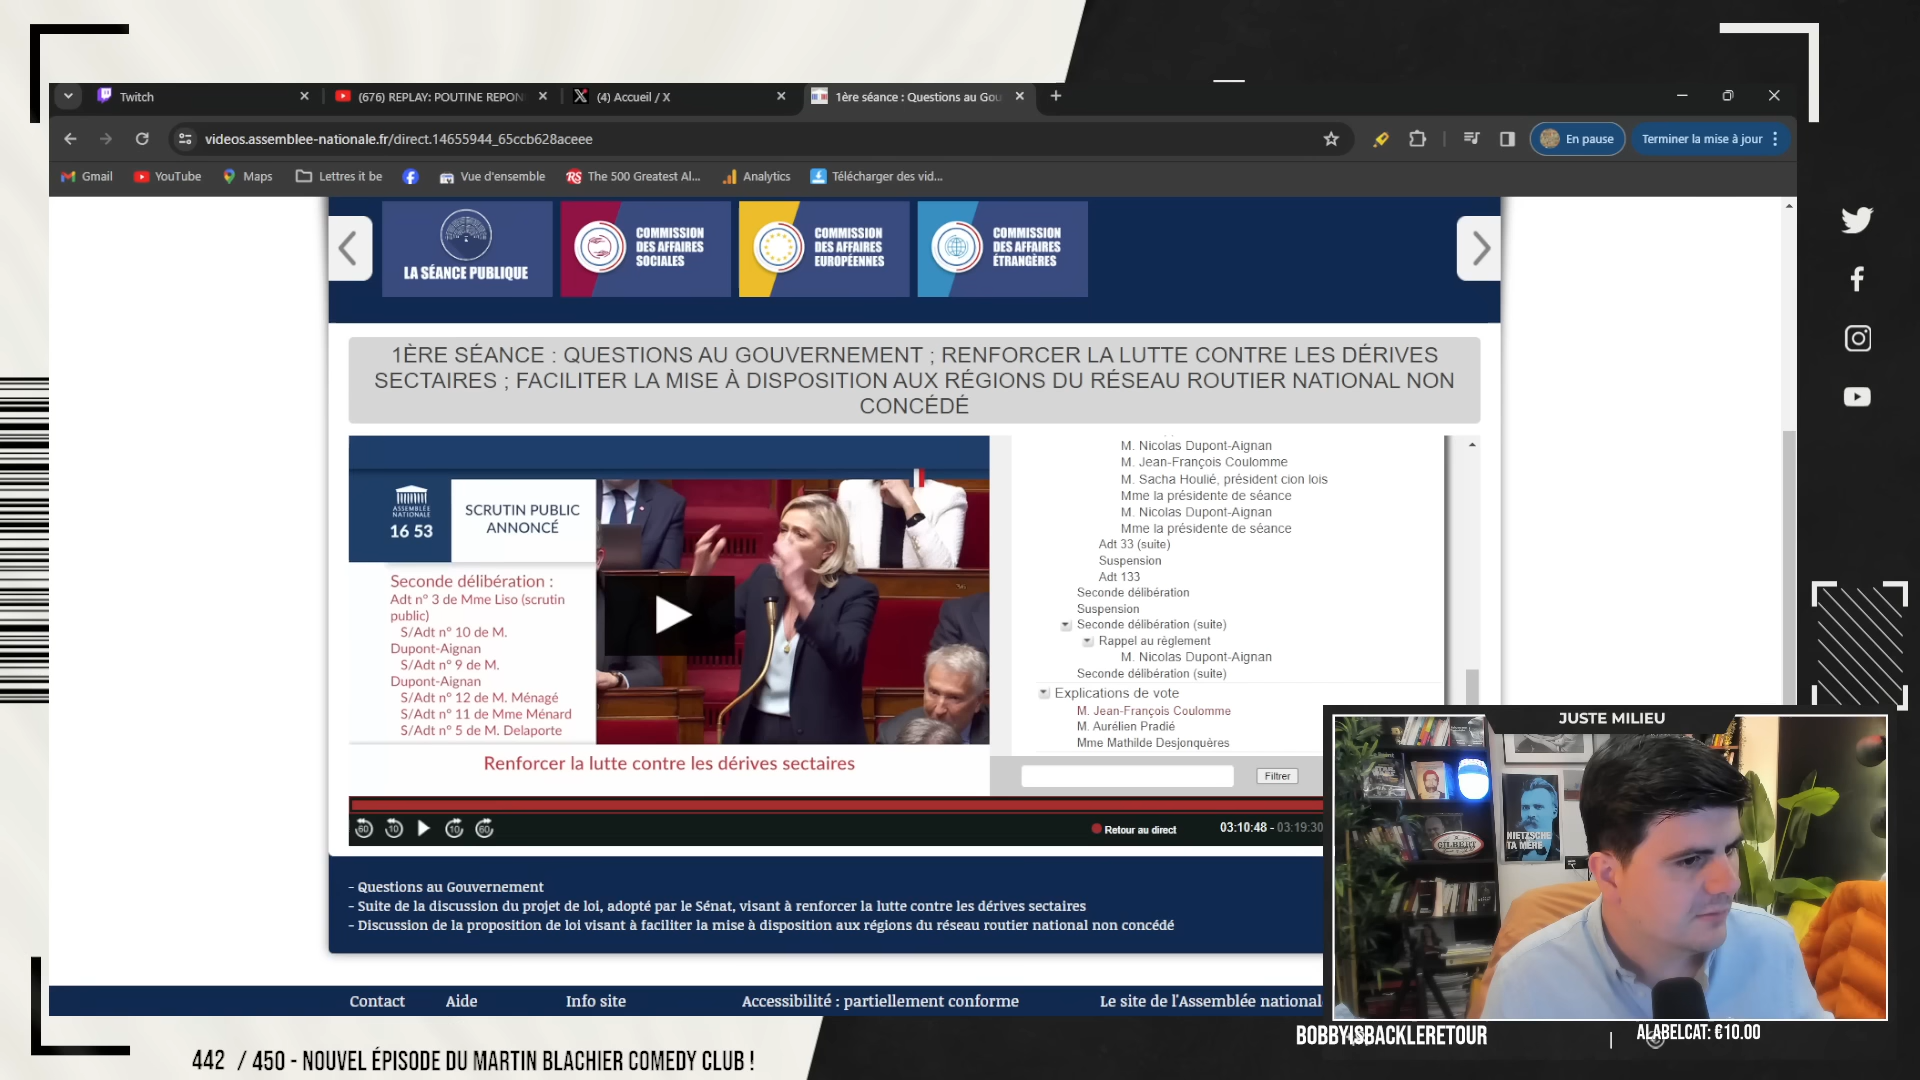 Twitch
(676) REPLAY: POUTINE REPON
(4) Accueil / X
1ère séance : Questions au Gou
videos.assemblee-nationale.fr/direct.14655944_65ccb628aceee
En pause
Terminer la mise à jour
Gmail
YouTube
Maps
Lettres it be
Vue d'ensemble
The 500 Greatest Al...
Analytics
Télécharger des vid...
LA SÉANCE PUBLIQUE
COMMISSION
DES AFFAIRES
SOCIALES
COMMISSION
DES AFFAIRES
EUROPÉENNES
COMMISSION
DES AFFAIRES
ÉTRANGÈRES
1ÈRE SÉANCE : QUESTIONS AU GOUVERNEMENT ; RENFORCER LA LUTTE CONTRE LES DÉRIVES
SECTAIRES ; FACILITER LA MISE À DISPOSITION AUX RÉGIONS DU RÉSEAU ROUTIER NATIONAL NON
CONCÉDÉ
ASSEMBLÉE
NATIONALE
16 53
SCRUTIN PUBLIC
ANNONCÉ
Seconde délibération :
Adt n° 3 de Mme Liso (scrutin
public)
S/Adt n° 10 de M.
Dupont-Aignan
S/Adt n° 9 de M.
Dupont-Aignan
S/Adt n° 12 de M. Ménagé
S/Adt n° 11 de Mme Ménard
S/Adt n° 5 de M. Delaporte
Renforcer la lutte contre les dérives sectaires
M. Nicolas Dupont-Aignan
M. Jean-François Coulomme
M. Sacha Houlié, président cion lois
Mme la présidente de séance
M. Nicolas Dupont-Aignan
Mme la présidente de séance
Adt 33 (suite)
Suspension
Adt 133
Seconde délibération
Suspension
Seconde délibération (suite)
Rappel au règlement
M. Nicolas Dupont-Aignan
Seconde délibération (suite)
Explications de vote
M. Jean-François Coulomme
M. Aurélien Pradié
Mme Mathilde Desjonquères
Filtrer
60
10
10
60
Retour au direct
03:10:48 - 03:19:30
- Questions au Gouvernement
- Suite de la discussion du projet de loi, adopté par le Sénat, visant à renforcer la lutte contre les dérives sectaires
- Discussion de la proposition de loi visant à faciliter la mise à disposition aux régions du réseau routier national non concédé
Contact
Aide
Info site
Accessibilité : partiellement conforme
Le site de l'Assemblée national
JUSTE MILIEU
NIETZSCHE
TA MÈRE
GILBERT
BOBBYISBACKLERETOUR
|
ALABELCAT: €10.00
442 / 450 - NOUVEL ÉPISODE DU MARTIN BLACHIER COMEDY CLUB !